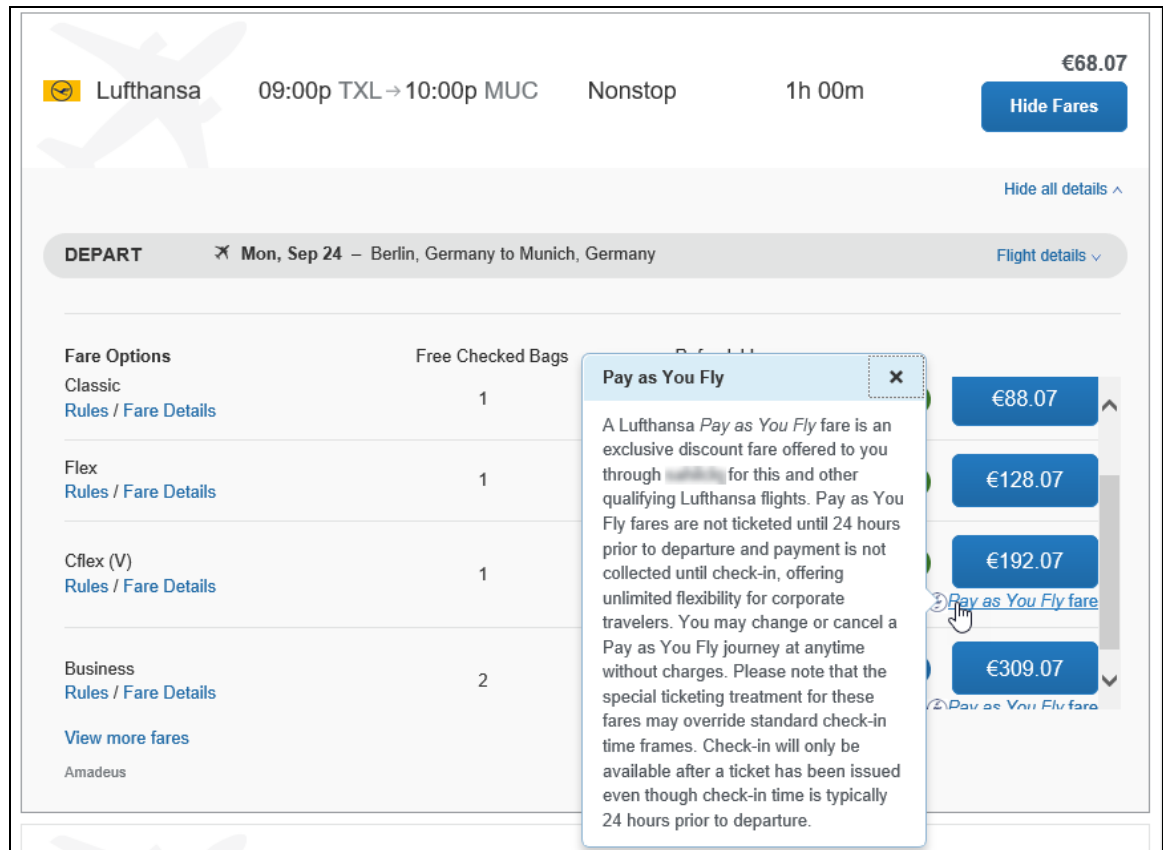 €68.07
Lufthansa 09:00p TXL→10:00p MUC Nonstop 1h 00m
Hide Fares
Hide all details
DEPART Mon, Sep 24 – Berlin, Germany to Munich, Germany Flight details
Fare Options Free Checked Bags
Classic
Rules / Fare Details
1
€88.07
Flex
Rules / Fare Details
1
€128.07
Cflex (V)
Rules / Fare Details
1
€192.07
Pay as You Fly fare
Business
Rules / Fare Details
2
€309.07
Pay as You Fly fare
View more fares
Amadeus
Pay as You Fly
A Lufthansa Pay as You Fly fare is an
exclusive discount fare offered to you
through for this and other
qualifying Lufthansa flights. Pay as You
Fly fares are not ticketed until 24 hours
prior to departure and payment is not
collected until check-in, offering
unlimited flexibility for corporate
travelers. You may change or cancel a
Pay as You Fly journey at anytime
without charges. Please note that the
special ticketing treatment for these
fares may override standard check-in
time frames. Check-in will only be
available after a ticket has been issued
even though check-in time is typically
24 hours prior to departure.